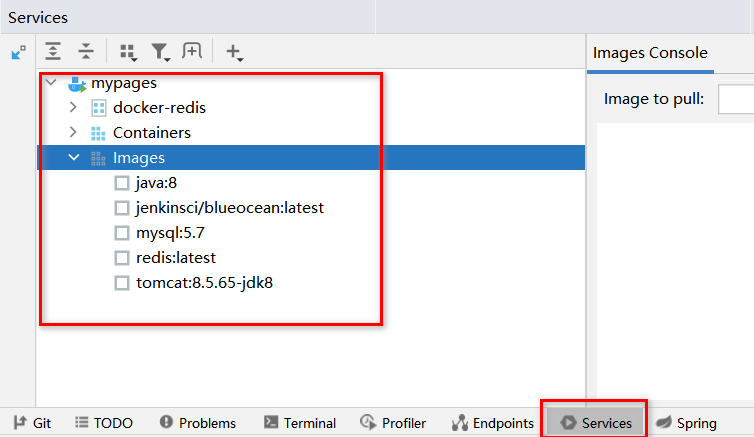 Services
Images Console
mypages
docker-redis
Image to pull:
Containers
Images
java:8
jenkinsci/blueocean:latest
mysql:5.7
redis:latest
tomcat:8.5.65-jdk8
Git TODO Problems Terminal Profiler Endpoints Services Spring